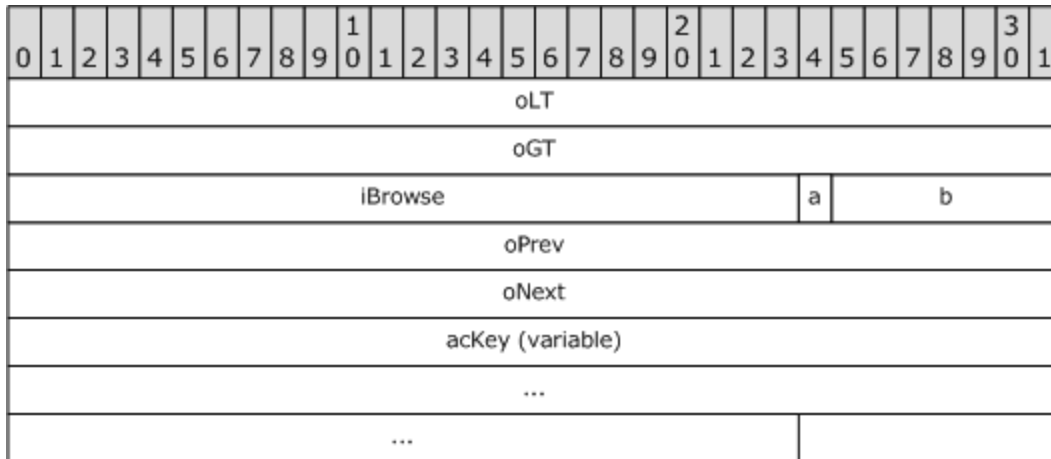 1 2 3
0 1 2 3 4 5 6 7 8 9 0 1 2 3 4 5 6 7 8 9 0 1 2 3 4 5 6 7 8 9 0 1
oLT
oGT
iBrowse a b
oPrev
oNext
acKey (variable)
...
...